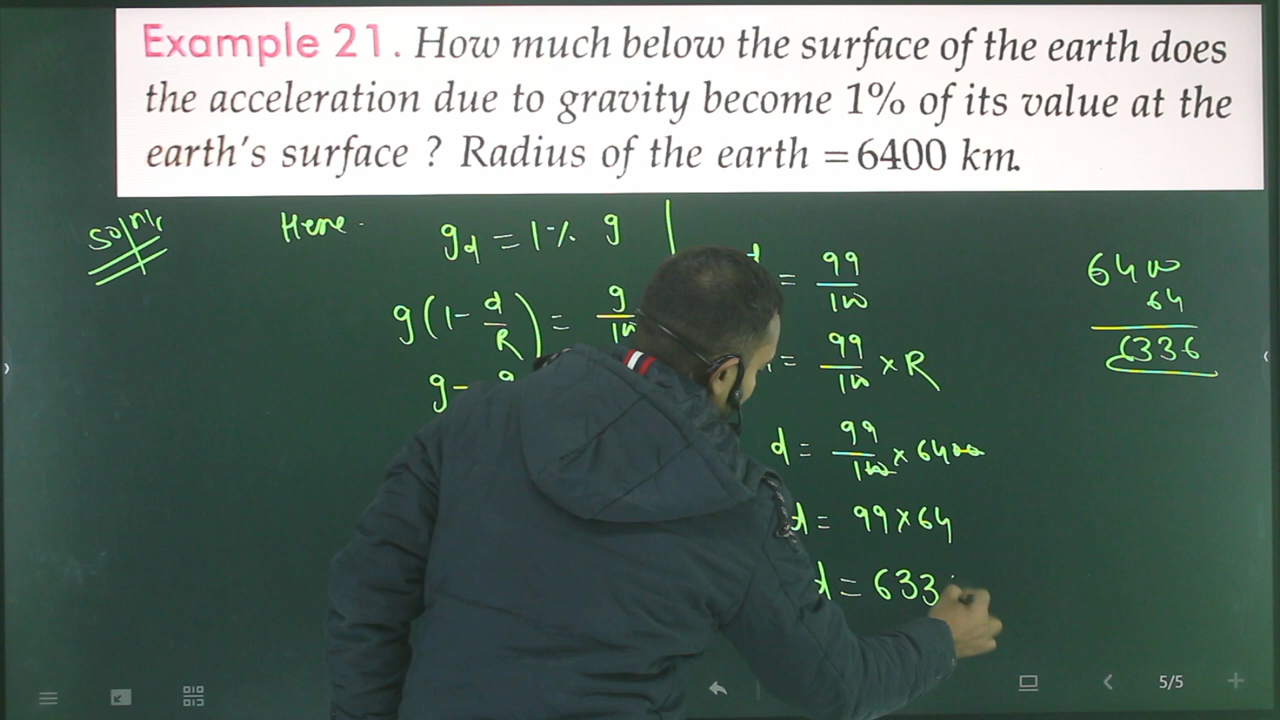 Example 21. How much below the surface of the earth does
the acceleration due to gravity become 1% of its value at the
earth's surface ? Radius of the earth = 6400 km.
Soln:
Here
g_d = 1% g
g(1 - d/R) = g/100
g -
= 99/100
= 99/100 × R
d = 99/100 × 6400
d = 99×64
d = 633
6400
64
6336
5/5